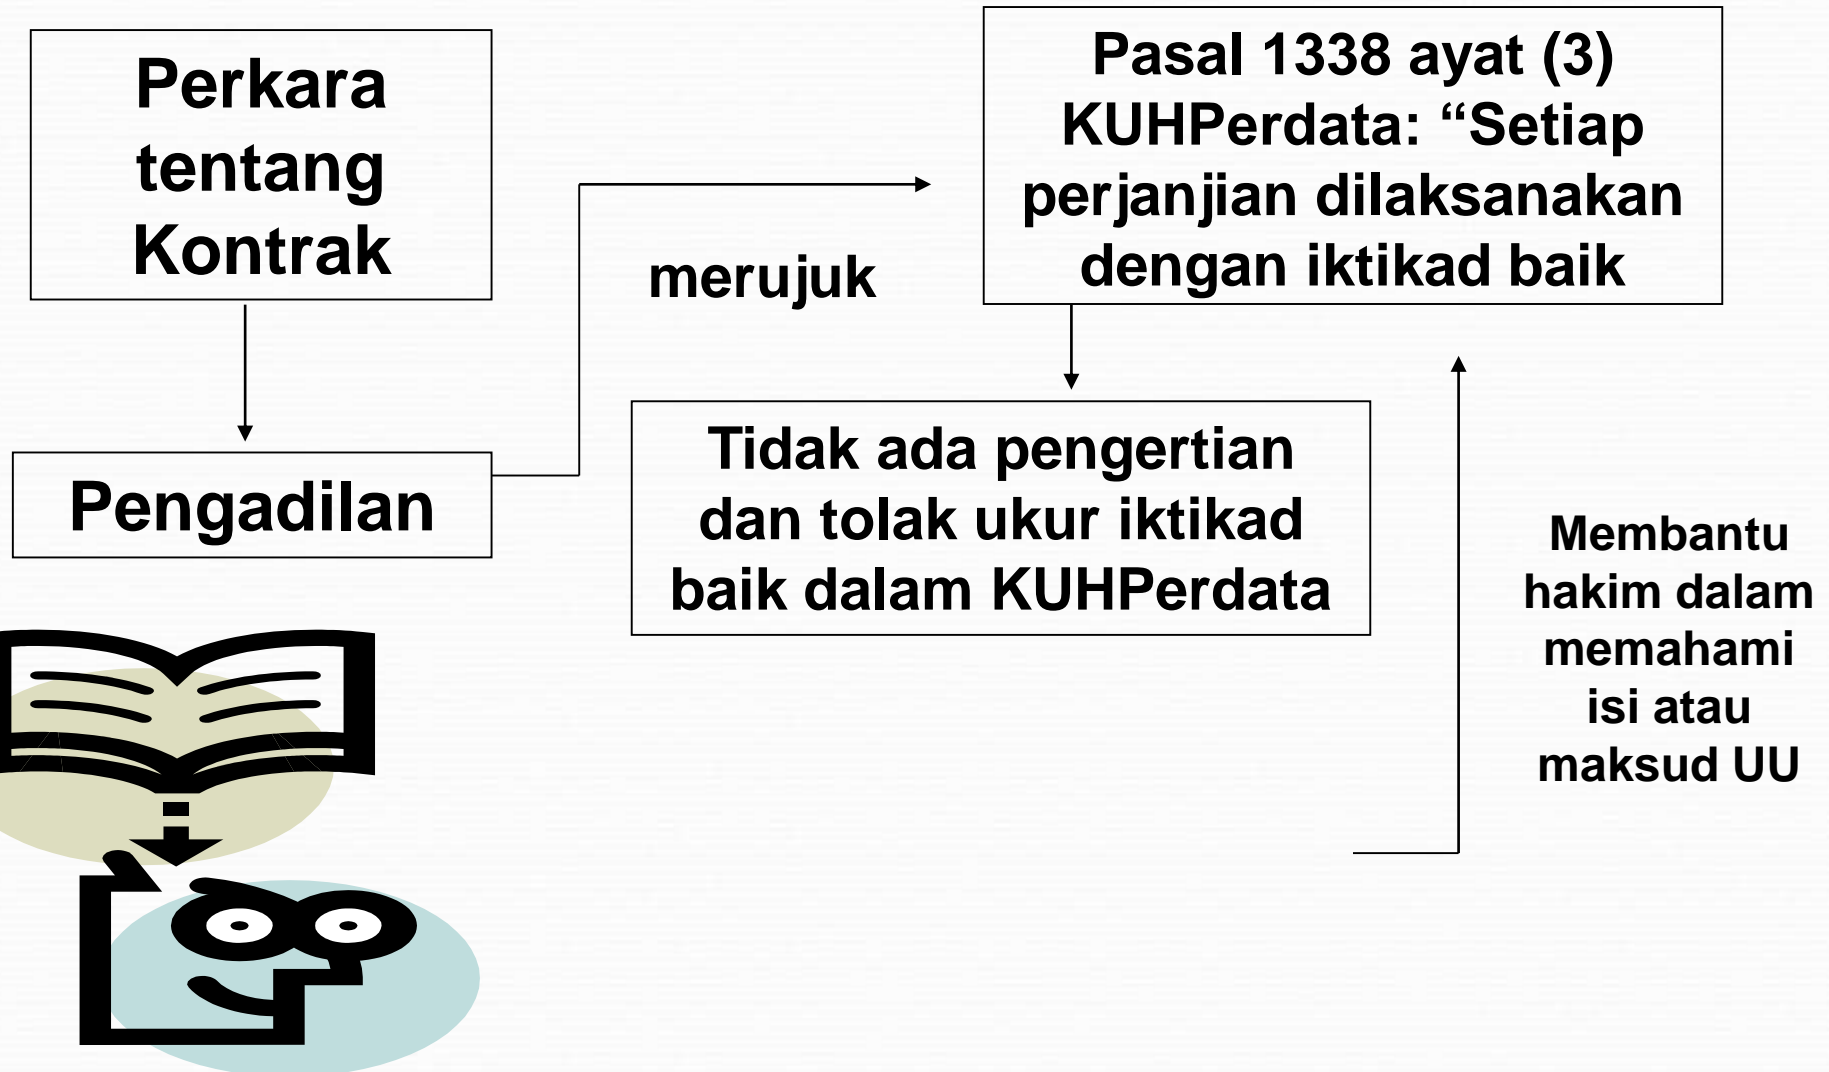 Perkara
tentang
Kontrak
Pengadilan
merujuk
Pasal 1338 ayat (3)
KUHPerdata: “Setiap
perjanjian dilaksanakan
dengan iktikad baik
Tidak ada pengertian
dan tolak ukur iktikad
baik dalam KUHPerdata
Membantu
hakim dalam
memahami
isi atau
maksud UU